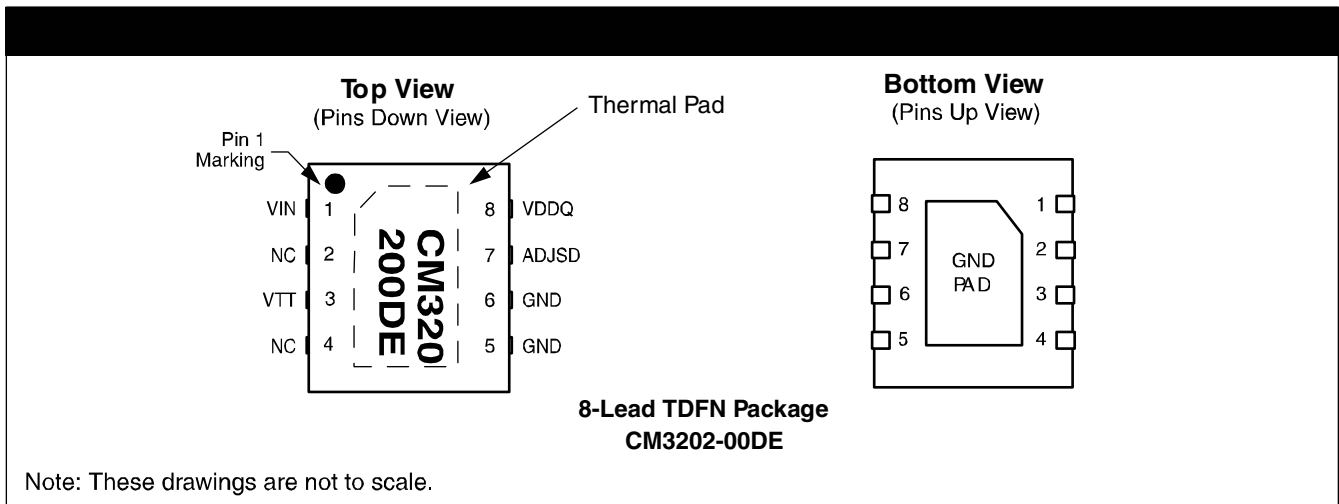 Top View
(Pins Down View)
Pin 1
Marking
Thermal Pad
VIN 1
NC 2
VTT 3
NC 4
CM320
200DE
8 VDDQ
7 ADJSD
6 GND
5 GND
Bottom View
(Pins Up View)
8 1
7 2
6 3
5 4
GND
PAD
8-Lead TDFN Package
CM3202-00DE
Note: These drawings are not to scale.